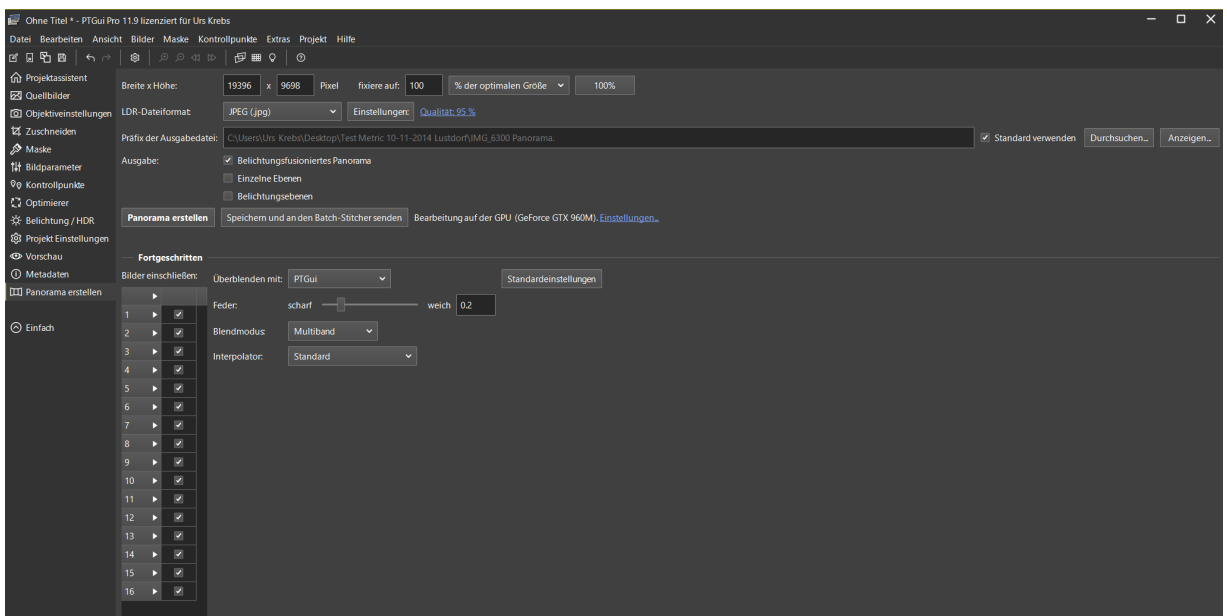 Ohne Titel * - PTGui Pro 11.9 lizenziert für Urs Krebs
Datei Bearbeiten Ansicht Bilder Maske Kontrollpunkte Extras Projekt Hilfe
Projektassistent
Quellbilder
Objektiveinstellungen
Zuschneiden
Maske
Bildparameter
Kontrollpunkte
Optimierer
Belichtung / HDR
Projekt Einstellungen
Vorschau
Metadaten
Panorama erstellen
Einfach
Breite x Höhe: 19396 x 9698 Pixel fixiere auf: 100 % der optimalen Größe 100%
LDR-Dateiformat: JPEG (.jpg) Einstellungen: Qualität: 95 %
Präfix der Ausgabedatei: C:\Users\Urs Krebs\Desktop\Test Metric 10-11-2014 Lustdorf\IMG_6300 Panorama. Standard verwenden Durchsuchen... Anzeigen...
Ausgabe: Belichtungsfusioniertes Panorama
Einzelne Ebenen
Belichtungsebenen
Panorama erstellen Speichern und an den Batch-Stitcher senden Bearbeitung auf der GPU (GeForce GTX 960M). Einstellungen...
Fortgeschritten
Bilder einschließen:
1
2
3
4
5
6
7
8
9
10
11
12
13
14
15
16
Überblenden mit: PTGui Standardeinstellungen
Feder: scharf weich 0.2
Blendmodus: Multiband
Interpolator: Standard